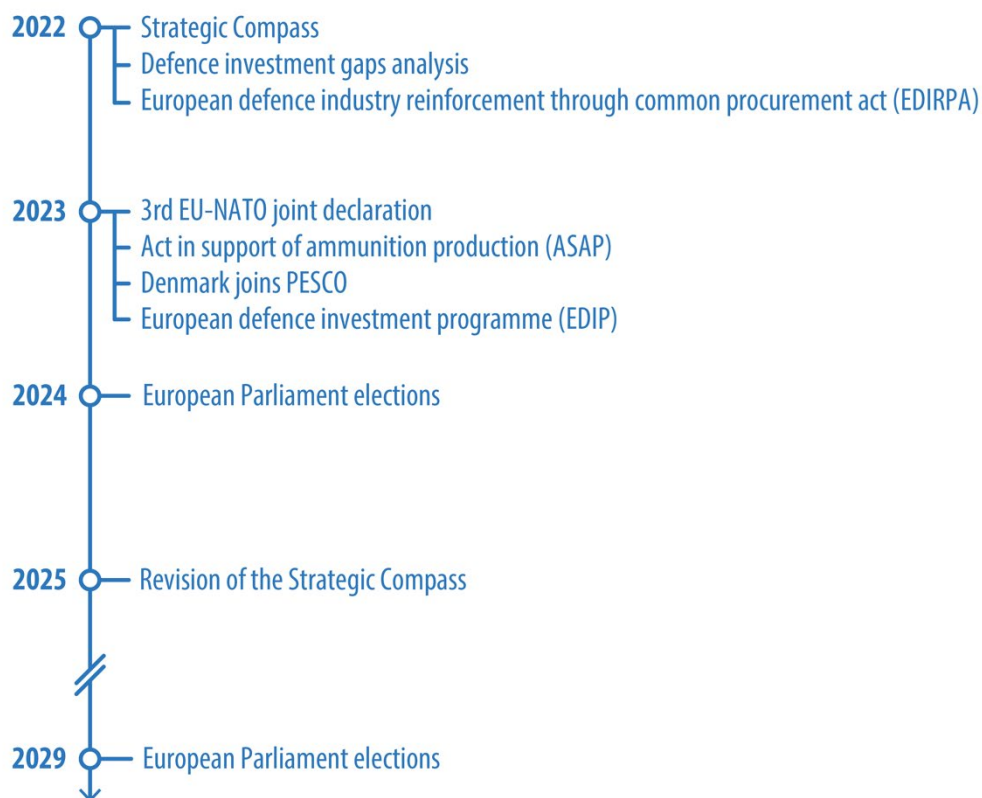 2022 Strategic Compass
Defence investment gaps analysis
European defence industry reinforcement through common procurement act (EDIRPA)
2023 3rd EU-NATO joint declaration
Act in support of ammunition production (ASAP)
Denmark joins PESCO
European defence investment programme (EDIP)
2024 European Parliament elections
2025 Revision of the Strategic Compass
2029 European Parliament elections